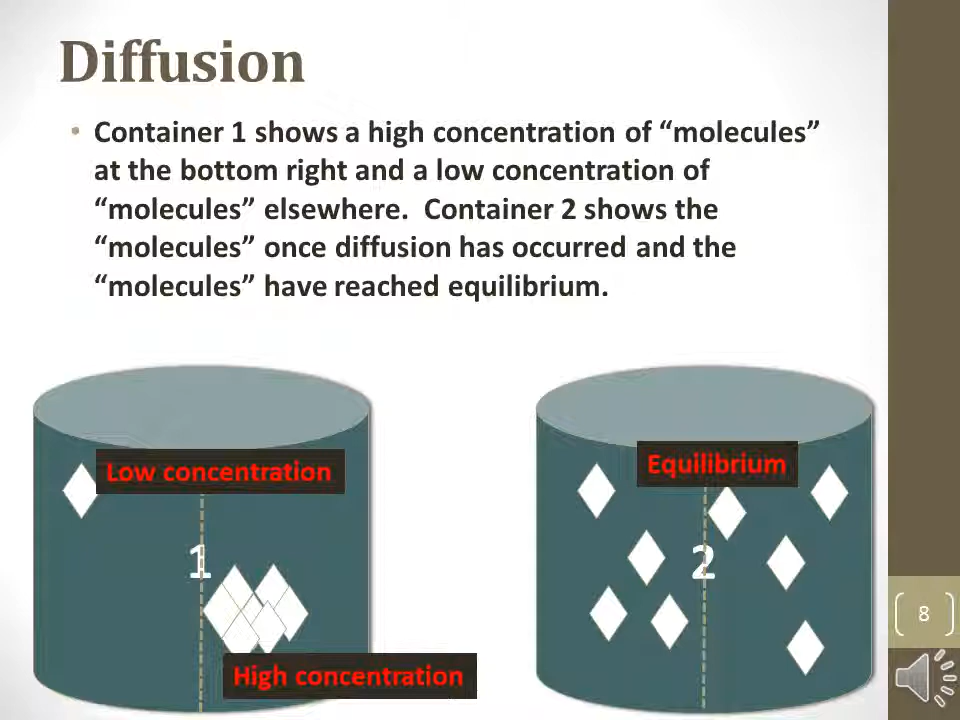 Diffusion
• Container 1 shows a high concentration of “molecules”
at the bottom right and a low concentration of
“molecules” elsewhere. Container 2 shows the
“molecules” once diffusion has occurred and the
“molecules” have reached equilibrium.
Low concentration
Equilibrium
1
2
High concentration
8